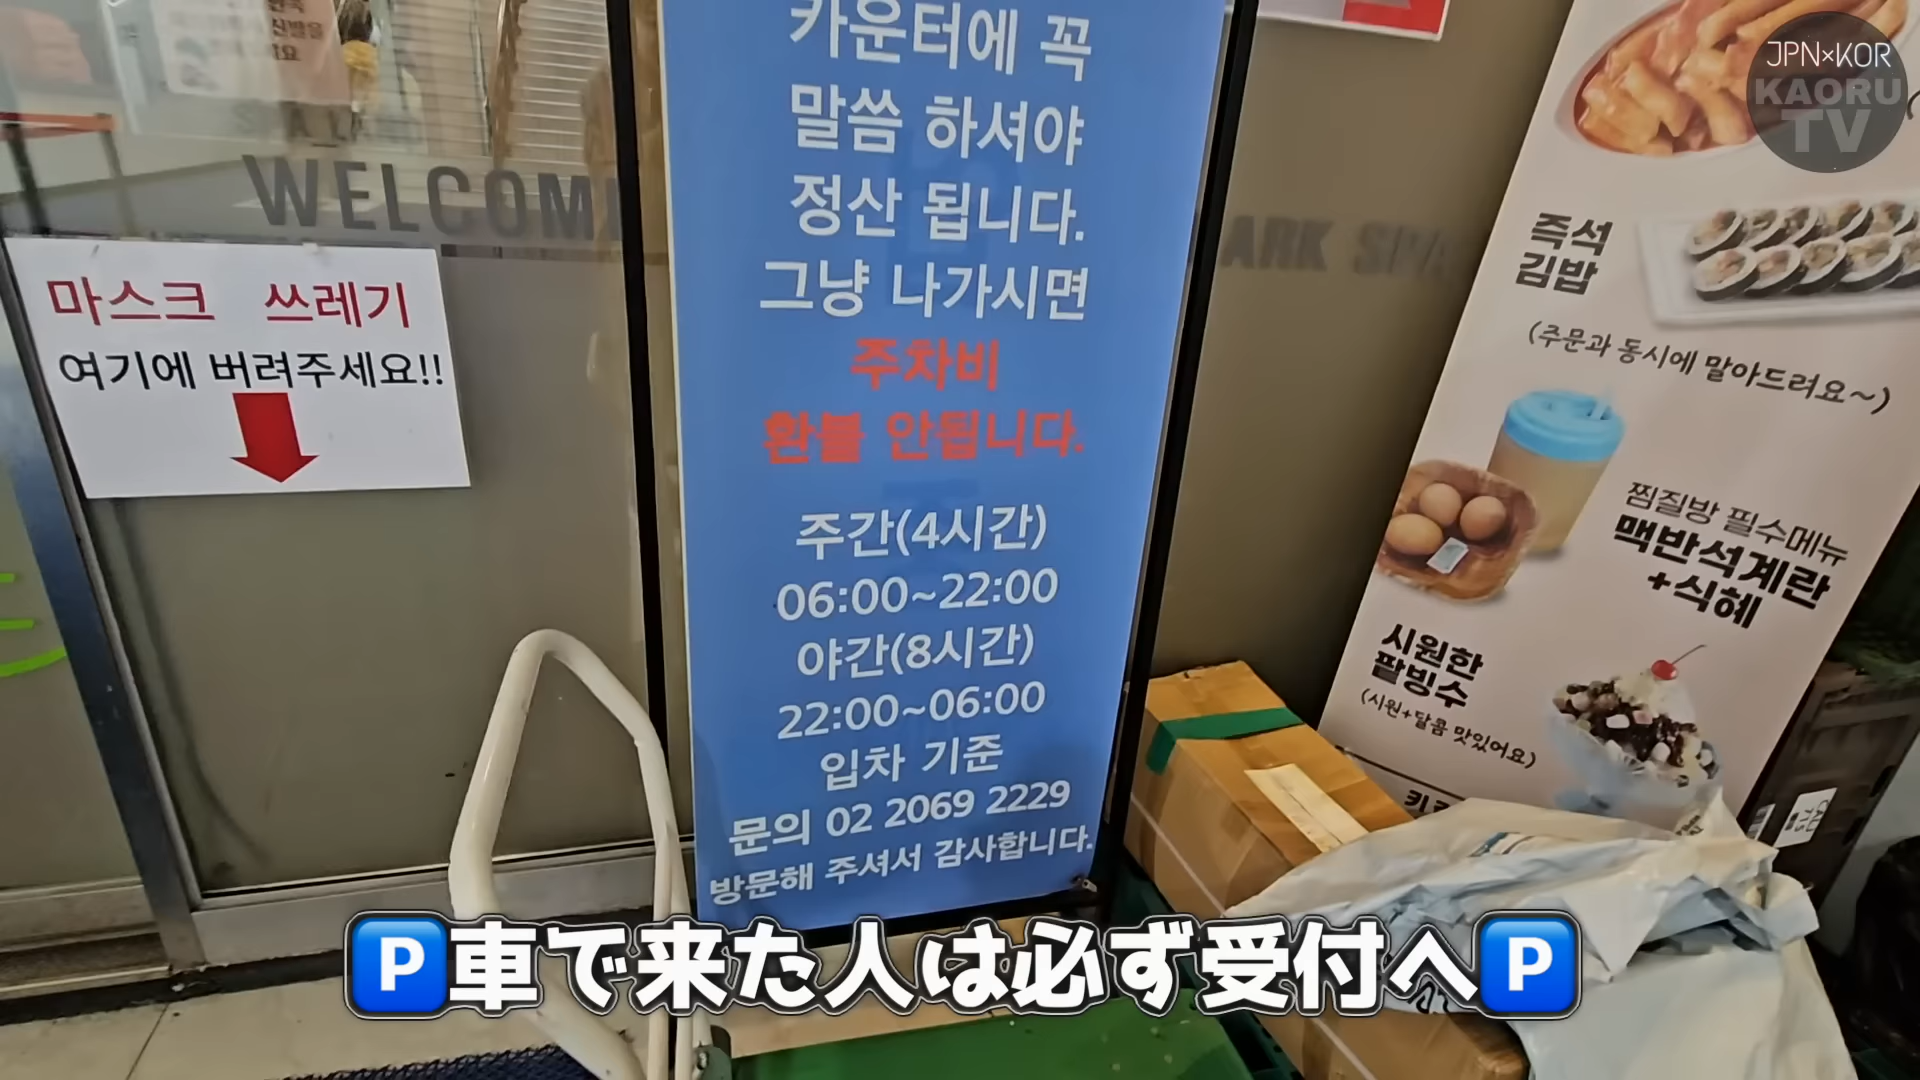 JPN×KOR
KAORU
TV
WELCOM
마스크 쓰레기
여기에 버려주세요!!
카운터에 꼭
말씀 하셔야
정산 됩니다.
그냥 나가시면
주차비
환불 안됩니다.
주간(4시간)
06:00~22:00
야간(8시간)
22:00~06:00
입차 기준
문의 02 2069 2229
방문해 주셔서 감사합니다.
ARK
즉석
김밥
(주문과 동시에 말아드려요~)
찜질방 필수메뉴
맥반석계란
+식혜
시원한
팥빙수
(시원+달콤 맛있어요)
🅿車で来た人は必ず受付へ🅿